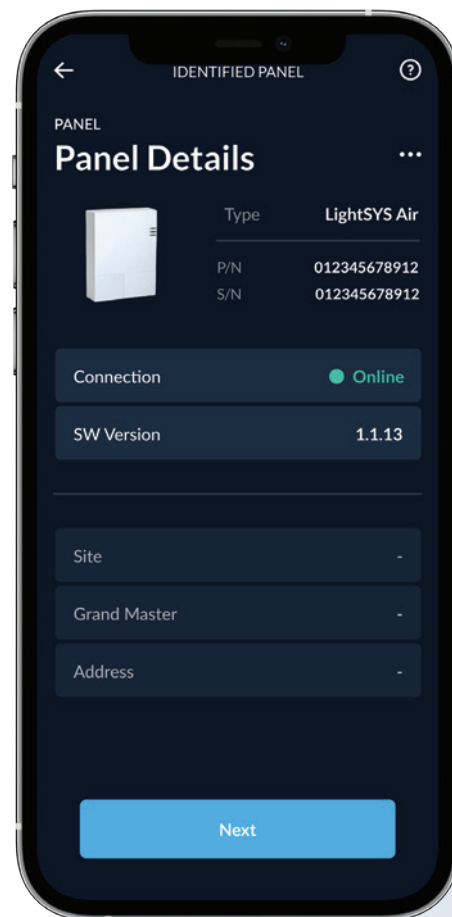 IDENTIFIED PANEL
PANEL
Panel Details
Type LightSYS Air
P/N 012345678912
S/N 012345678912
Connection Online
SW Version 1.1.13
Site -
Grand Master -
Address -
Next